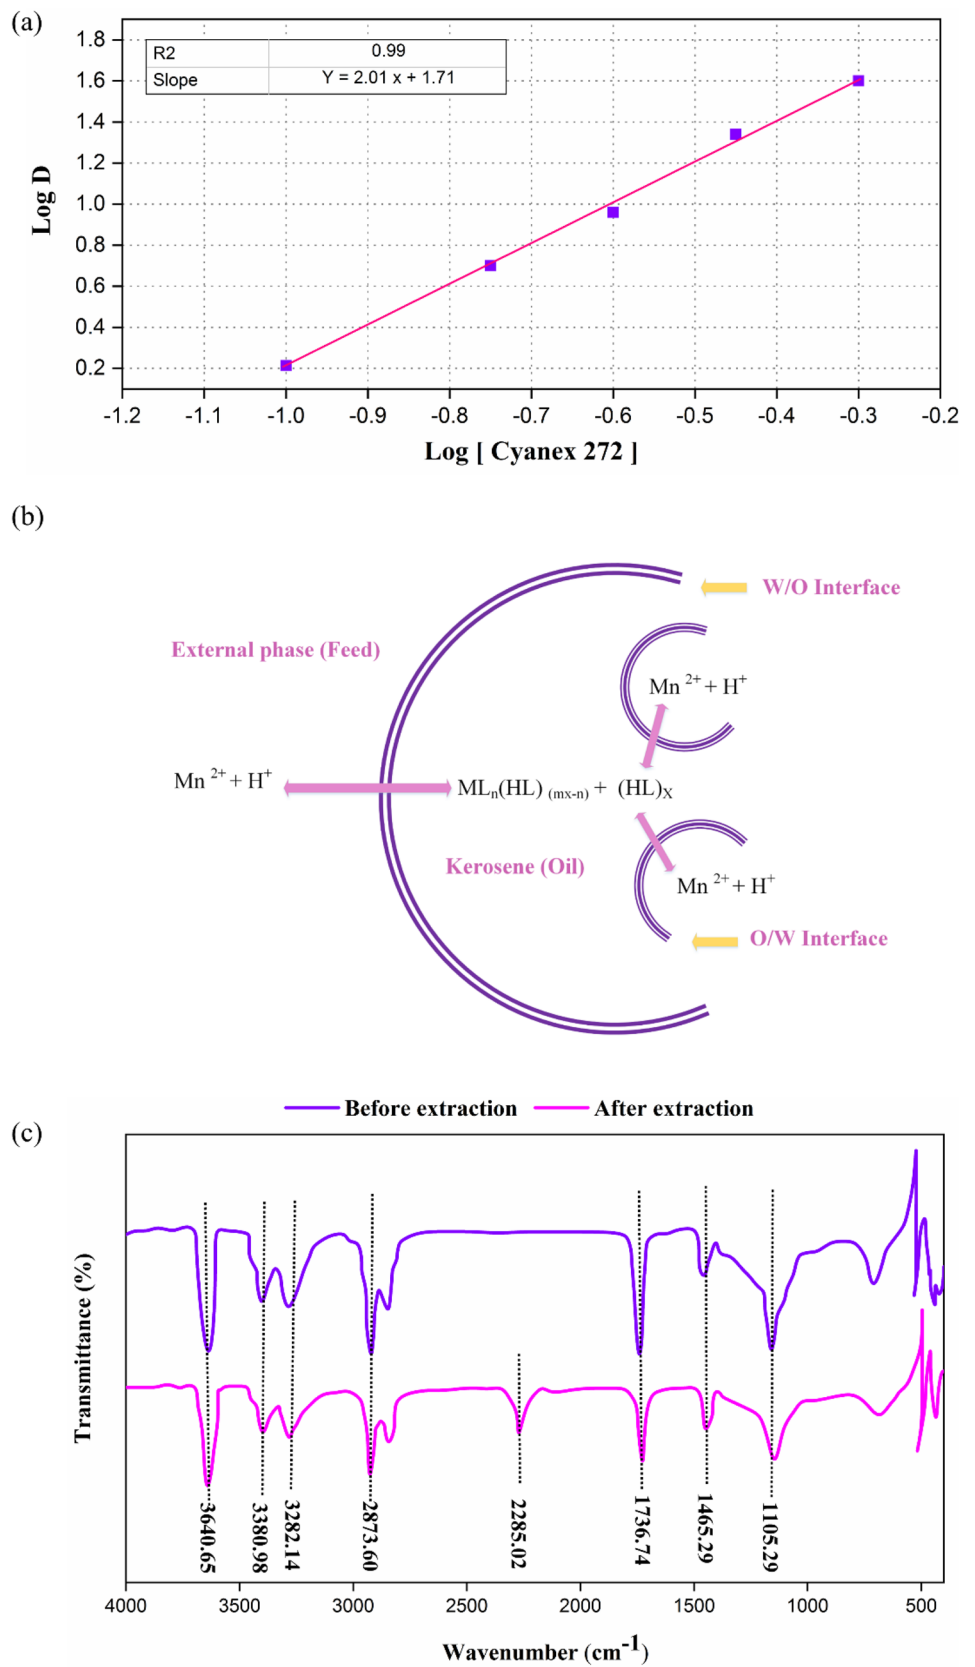 (a)
1.8
1.6
1.4
1.2
1.0
0.8
0.6
0.4
0.2
R2 0.99
Slope Y = 2.01 x + 1.71
Log D
-1.2 -1.1 -1.0 -0.9 -0.8 -0.7 -0.6 -0.5 -0.4 -0.3 -0.2
Log [ Cyanex 272 ]
(b)
W/O Interface
External phase (Feed)
Mn 2+ + H+
Mn 2+ + H+
MLn(HL) (mx-n) + (HL)X
Kerosene (Oil)
Mn 2+ + H+
O/W Interface
Before extraction After extraction
(c)
Transmittance (%)
3640.65
3380.98
3282.14
2873.60
2285.02
1736.74
1465.29
1105.29
4000 3500 3000 2500 2000 1500 1000 500
Wavenumber (cm-1)